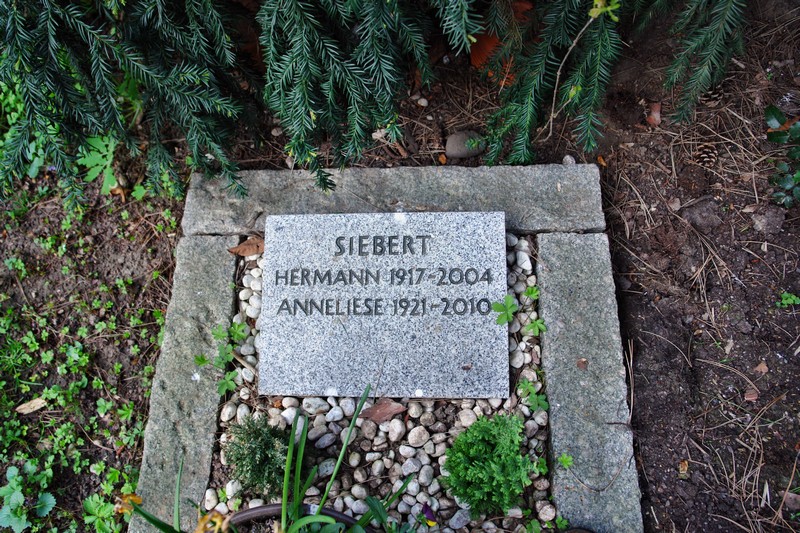 SIEBERT
HERMANN 1917-2004
ANNELIESE 1921-2010